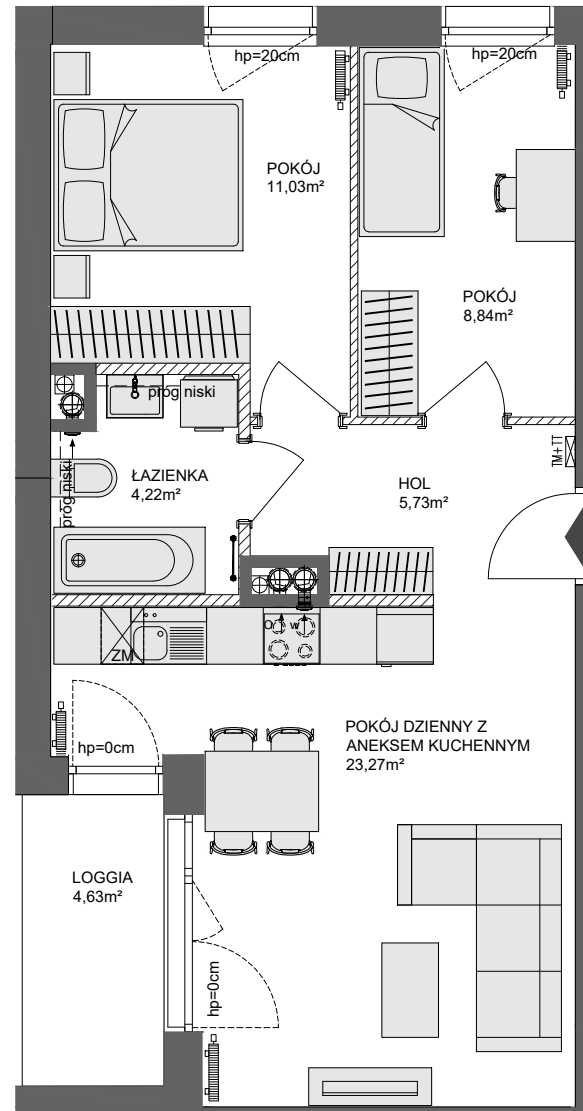 hp=20cm
hp=20cm
POKÓJ
11,03m²
POKÓJ
8,84m²
próg niski
ŁAZIENKA
4,22m²
próg niski
HOL
5,73m²
TM+TT
O w
ZM
hp=0cm
POKÓJ DZIENNY Z
ANEKSEM KUCHENNYM
23,27m²
LOGGIA
4,63m²
hp=0cm